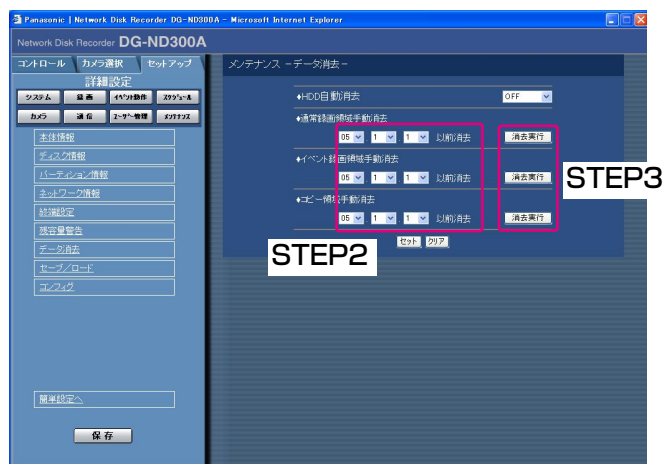 Panasonic | Network Disk Recorder DG-ND300A - Microsoft Internet Explorer
Network Disk Recorder DG-ND300A
コントロール カメラ選択 セットアップ
詳細設定
システム 録画 イベント動作 スケジュール
カメラ 通信 ユーザー管理 メンテナンス
本体情報
ディスク情報
パーティション情報
ネットワーク情報
終端設定
残容量警告
データ消去
セーブ/ロード
コンフィグ
簡単設定へ
保存
メンテナンス -データ消去-
♦HDD自動消去 OFF
♦通常録画領域手動消去
05 . 1 . 1 以前消去 消去実行
♦イベント録画領域手動消去
05 . 1 . 1 以前消去 消去実行
♦コピー領域手動消去
05 . 1 . 1 以前消去 消去実行
セット クリア
STEP2
STEP3